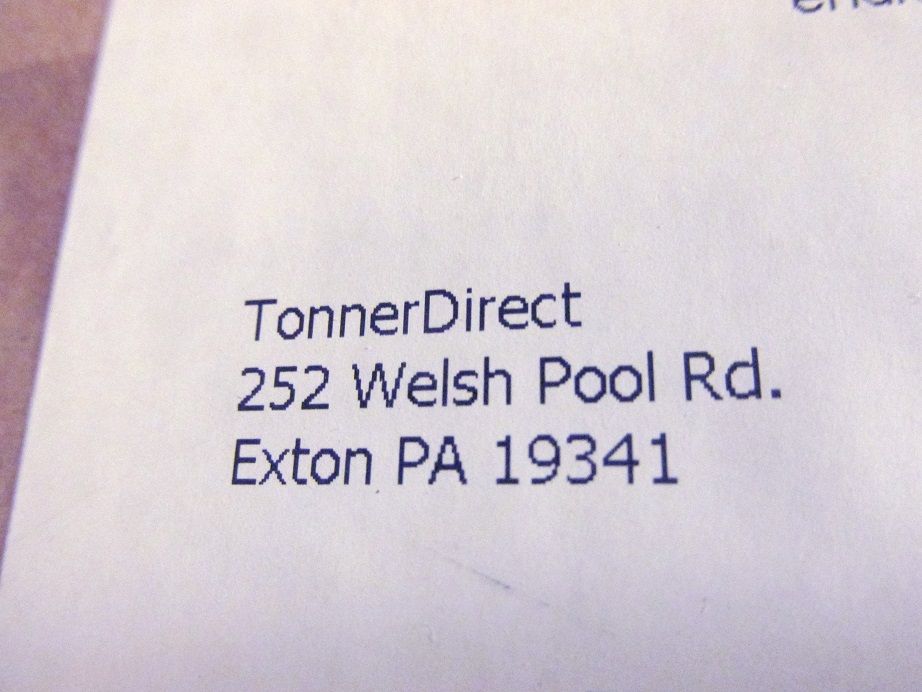 TonnerDirect
252 Welsh Pool Rd.
Exton PA 19341